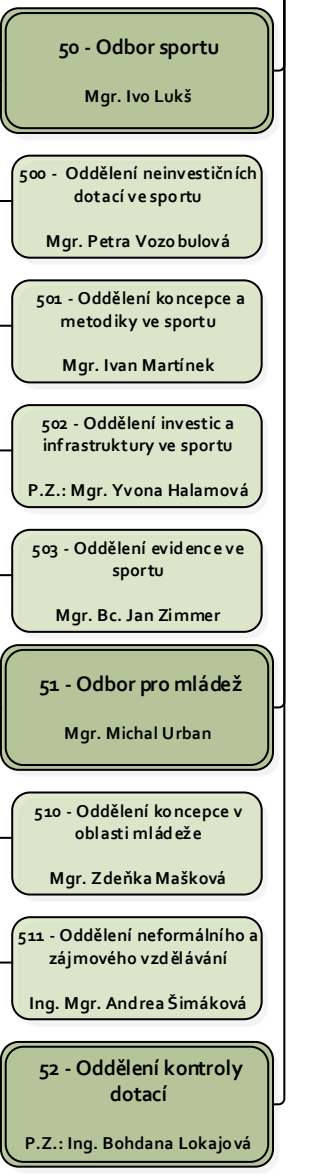 50 - Odbor sportu
Mgr. Ivo Lukš
500 - Oddělení neinvestičních
dotací ve sportu
Mgr. Petra Vozobulová
501 - Oddělení koncepce a
metodiky ve sportu
Mgr. Ivan Martínek
502 - Oddělení investic a
infrastruktury ve sportu
P.Z.: Mgr. Yvona Halamová
503 - Oddělení evidence ve
sportu
Mgr. Bc. Jan Zimmer
51 - Odbor pro mládež
Mgr. Michal Urban
510 - Oddělení koncepce v
oblasti mládeže
Mgr. Zdeňka Mašková
511 - Oddělení neformálního a
zájmového vzdělávání
Ing. Mgr. Andrea Šimáková
52 - Oddělení kontroly
dotací
P.Z.: Ing. Bohdana Lokajová